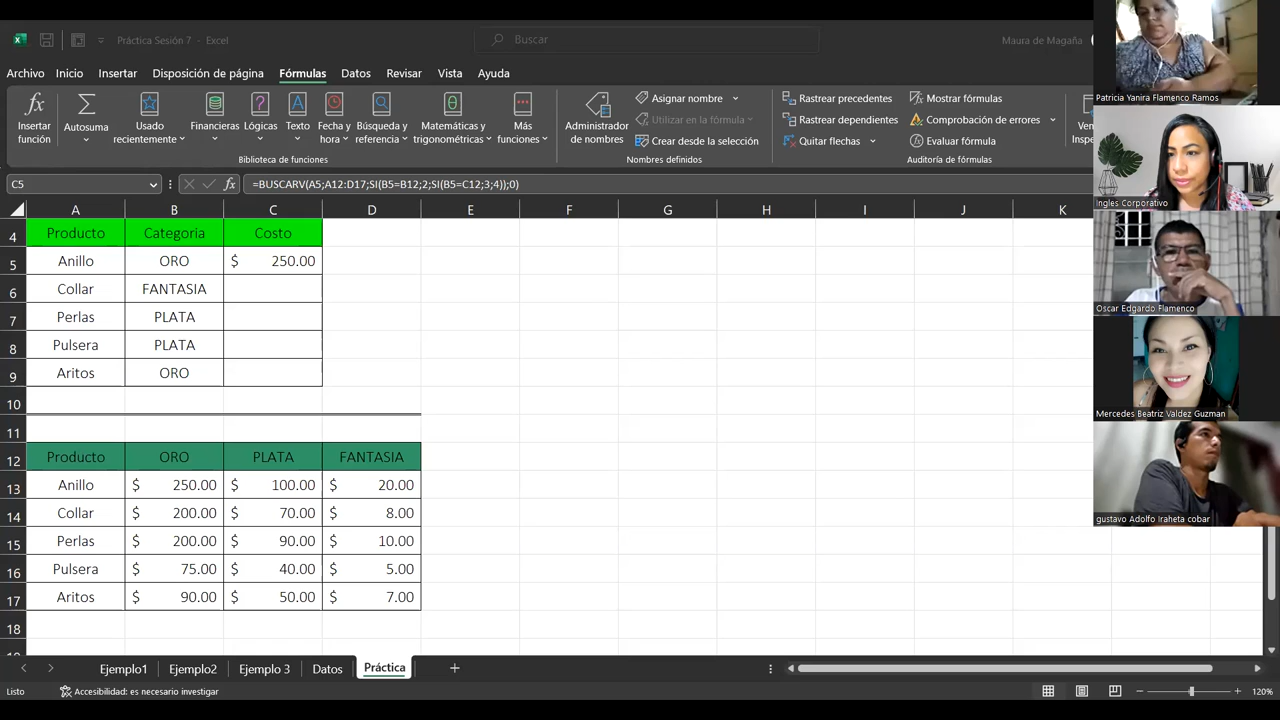 Práctica Sesión 7 - Excel
Buscar
Maura de Magaña
Archivo Inicio Insertar Disposición de página Fórmulas Datos Revisar Vista Ayuda
Insertar función
Autosuma
Usado recientemente
Financieras
Lógicas
Texto
Fecha y hora
Búsqueda y referencia
Matemáticas y trigonométricas
Más funciones
Biblioteca de funciones
Administrador de nombres
Asignar nombre
Utilizar en la fórmula
Crear desde la selección
Nombres definidos
Rastrear precedentes
Rastrear dependientes
Quitar flechas
Mostrar fórmulas
Comprobación de errores
Evaluar fórmula
Auditoría de fórmulas
C5 fx =BUSCARV(A5;A12:D17;SI(B5=B12;2;SI(B5=C12;3;4));0)
A B C D E F G H I J K
4 Producto Categoria Costo
5 Anillo ORO $ 250.00
6 Collar FANTASIA
7 Perlas PLATA
8 Pulsera PLATA
9 Aritos ORO
10
11
12 Producto ORO PLATA FANTASIA
13 Anillo $ 250.00 $ 100.00 $ 20.00
14 Collar $ 200.00 $ 70.00 $ 8.00
15 Perlas $ 200.00 $ 90.00 $ 10.00
16 Pulsera $ 75.00 $ 40.00 $ 5.00
17 Aritos $ 90.00 $ 50.00 $ 7.00
18
Ejemplo1 Ejemplo2 Ejemplo 3 Datos Práctica
Listo Accesibilidad: es necesario investigar 120%
Patricia Yanira Flamenco Ramos
Ingles Corporativo
Oscar Edgardo Flamenco
Mercedes Beatriz Valdez Guzman
gustavo Adolfo Iraheta cobar